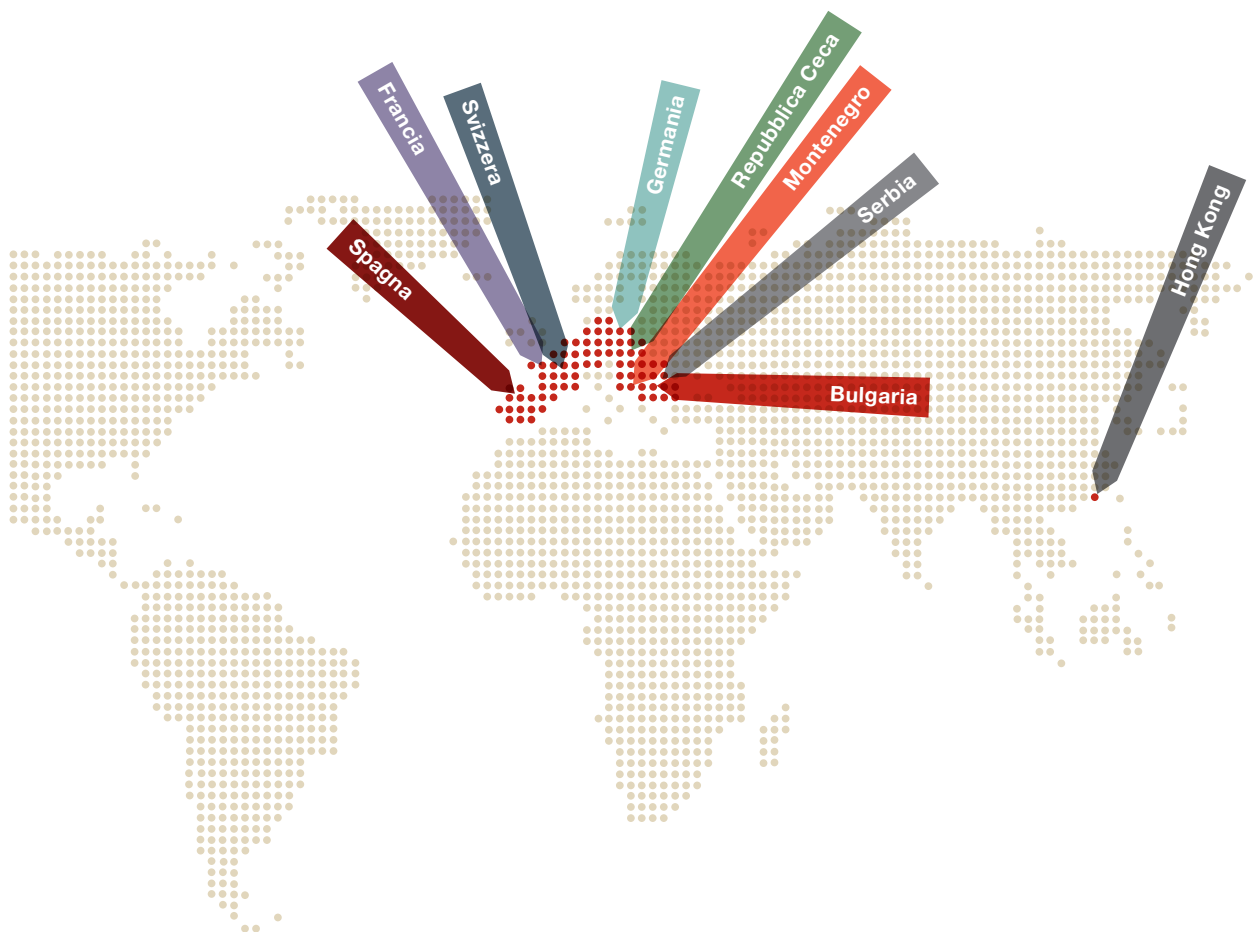 Francia
Svizzera
Germania
Repubblica Ceca
Montenegro
Serbia
Hong Kong
Spagna
Bulgaria